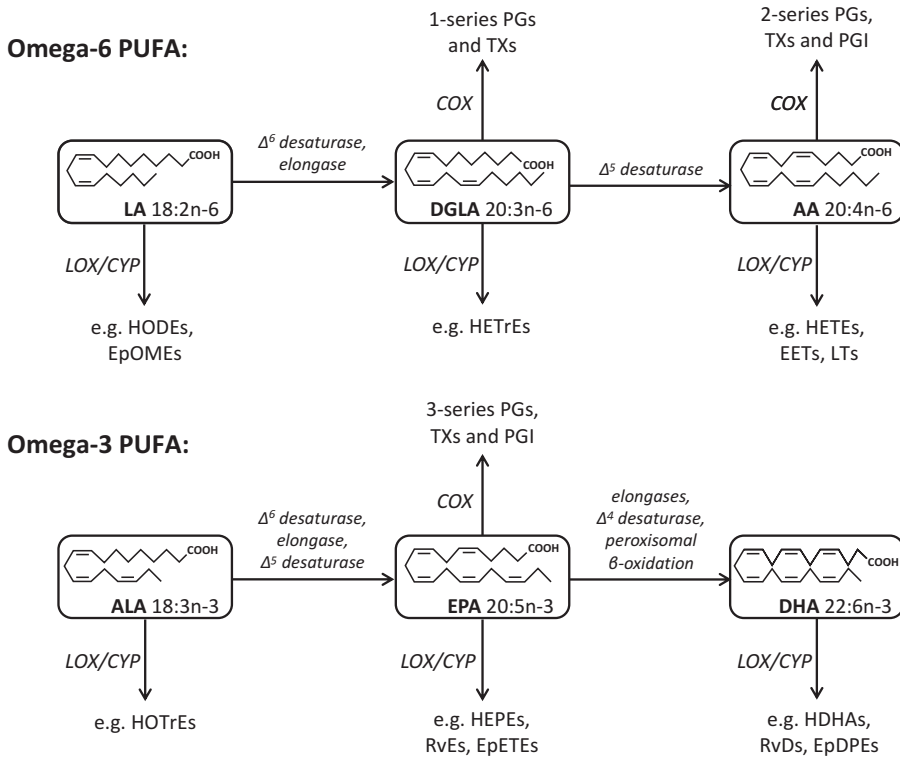 1-series PGs
and TXs
2-series PGs,
TXs and PGI
Omega-6 PUFA:
COX
COX
Δ⁶ desaturase,
elongase
Δ⁵ desaturase
COOH
LA 18:2n-6
COOH
DGLA 20:3n-6
COOH
AA 20:4n-6
LOX/CYP
LOX/CYP
LOX/CYP
e.g. HODEs,
EpOMEs
e.g. HETrEs
e.g. HETEs,
EETs, LTs
3-series PGs,
TXs and PGI
Omega-3 PUFA:
COX
Δ⁶ desaturase,
elongase,
Δ⁵ desaturase
elongases,
Δ⁴ desaturase,
peroxisomal
β-oxidation
COOH
ALA 18:3n-3
COOH
EPA 20:5n-3
COOH
DHA 22:6n-3
LOX/CYP
LOX/CYP
LOX/CYP
e.g. HOTrEs
e.g. HEPEs,
RvEs, EpETEs
e.g. HDHAs,
RvDs, EpDPEs